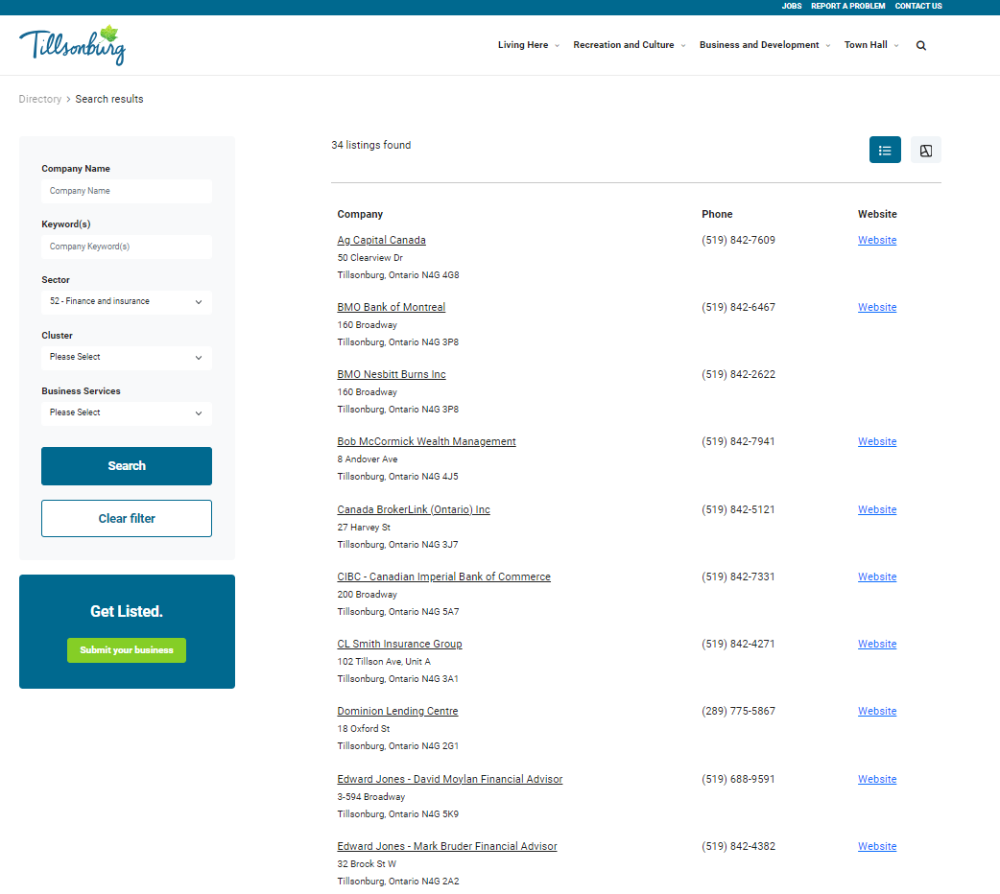 JOBS REPORT A PROBLEM CONTACT US
Tillsonburg
Living Here Recreation and Culture Business and Development Town Hall
Directory > Search results
34 listings found
Company Name
Company Name
Keyword(s)
Company Keyword(s)
Sector
52 - Finance and insurance
Cluster
Please Select
Business Services
Please Select
Search
Clear filter
Get Listed.
Submit your business
Company Phone Website
Ag Capital Canada (519) 842-7609 Website
50 Clearview Dr
Tillsonburg, Ontario N4G 4G8
BMO Bank of Montreal (519) 842-6467 Website
160 Broadway
Tillsonburg, Ontario N4G 3P8
BMO Nesbitt Burns Inc (519) 842-2622
160 Broadway
Tillsonburg, Ontario N4G 3P8
Bob McCormick Wealth Management (519) 842-7941 Website
8 Andover Ave
Tillsonburg, Ontario N4G 4J5
Canada BrokerLink (Ontario) Inc (519) 842-5121 Website
27 Harvey St
Tillsonburg, Ontario N4G 3J7
CIBC - Canadian Imperial Bank of Commerce (519) 842-7331 Website
200 Broadway
Tillsonburg, Ontario N4G 5A7
CL Smith Insurance Group (519) 842-4271 Website
102 Tillson Ave, Unit A
Tillsonburg, Ontario N4G 3A1
Dominion Lending Centre (289) 775-5867 Website
18 Oxford St
Tillsonburg, Ontario N4G 2G1
Edward Jones - David Moylan Financial Advisor (519) 688-9591 Website
3-594 Broadway
Tillsonburg, Ontario N4G 5K9
Edward Jones - Mark Bruder Financial Advisor (519) 842-4382 Website
32 Brock St W
Tillsonburg, Ontario N4G 2A2